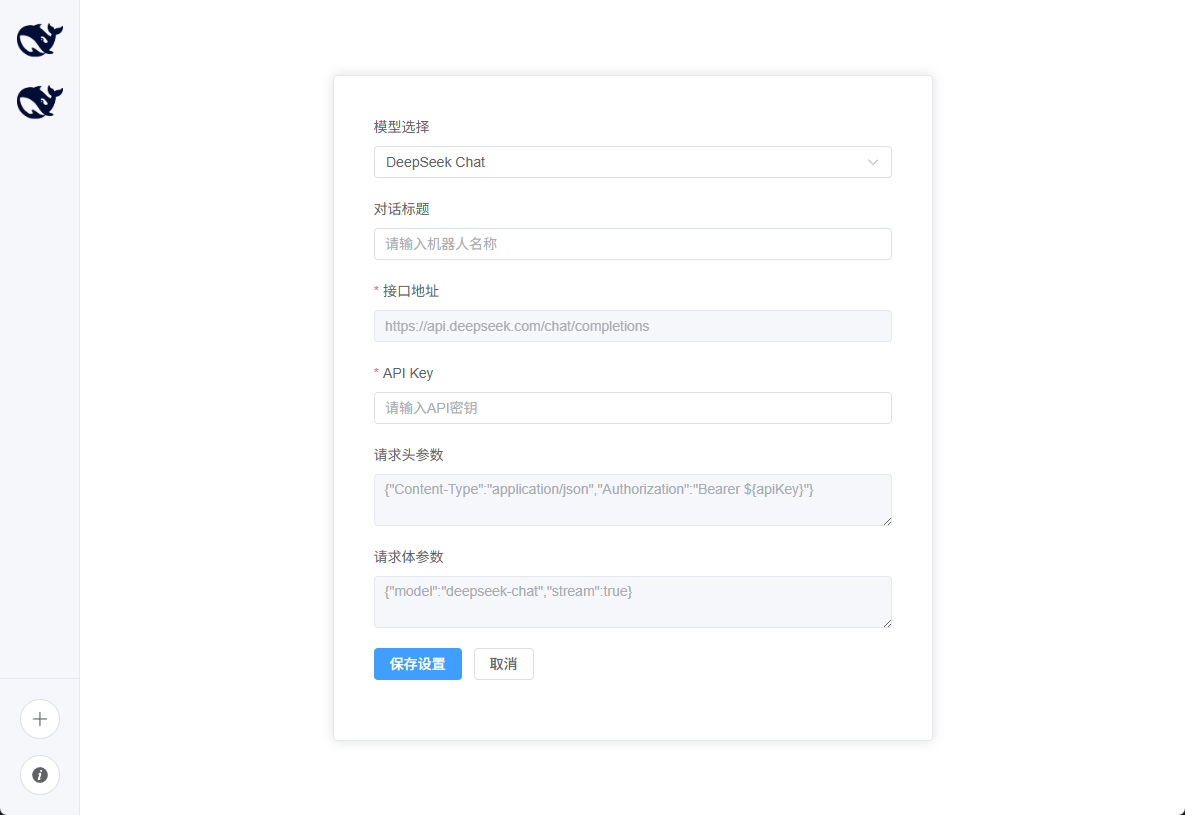 模型选择
DeepSeek Chat
对话标题
请输入机器人名称
* 接口地址
https://api.deepseek.com/chat/completions
* API Key
请输入API密钥
请求头参数
{"Content-Type":"application/json","Authorization":"Bearer ${apiKey}"}
请求体参数
{"model":"deepseek-chat","stream":true}
保存设置
取消